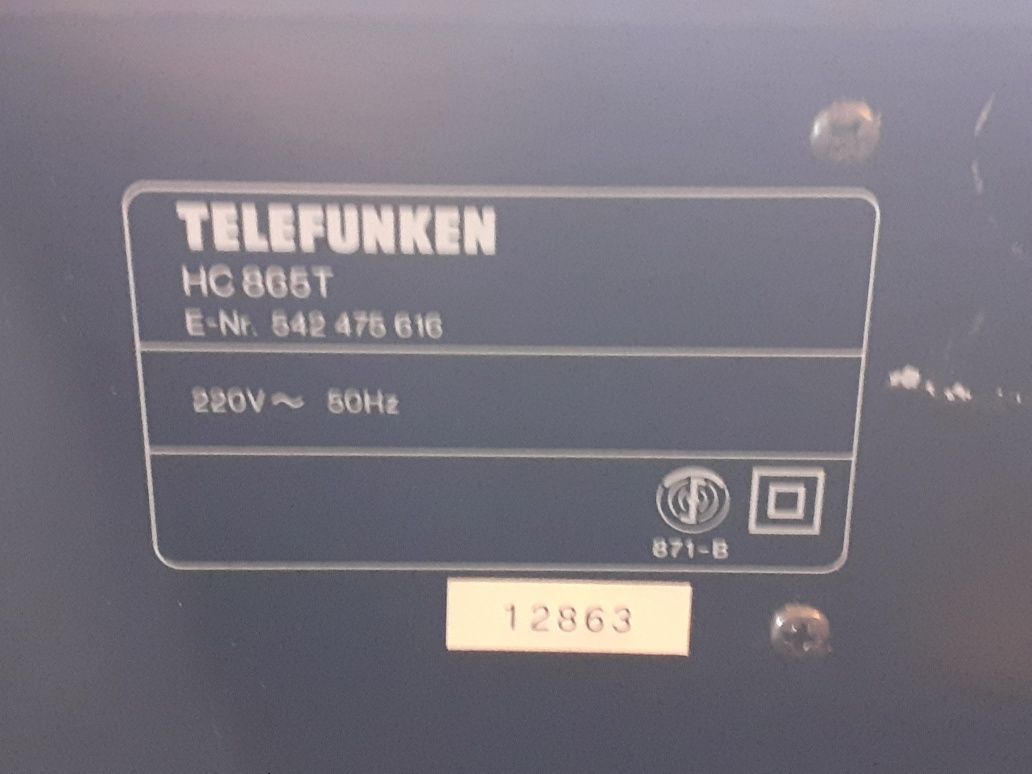 TELEFUNKEN
HC 865T
E-Nr. 542 475 616
220V~ 50Hz
871-B
12863